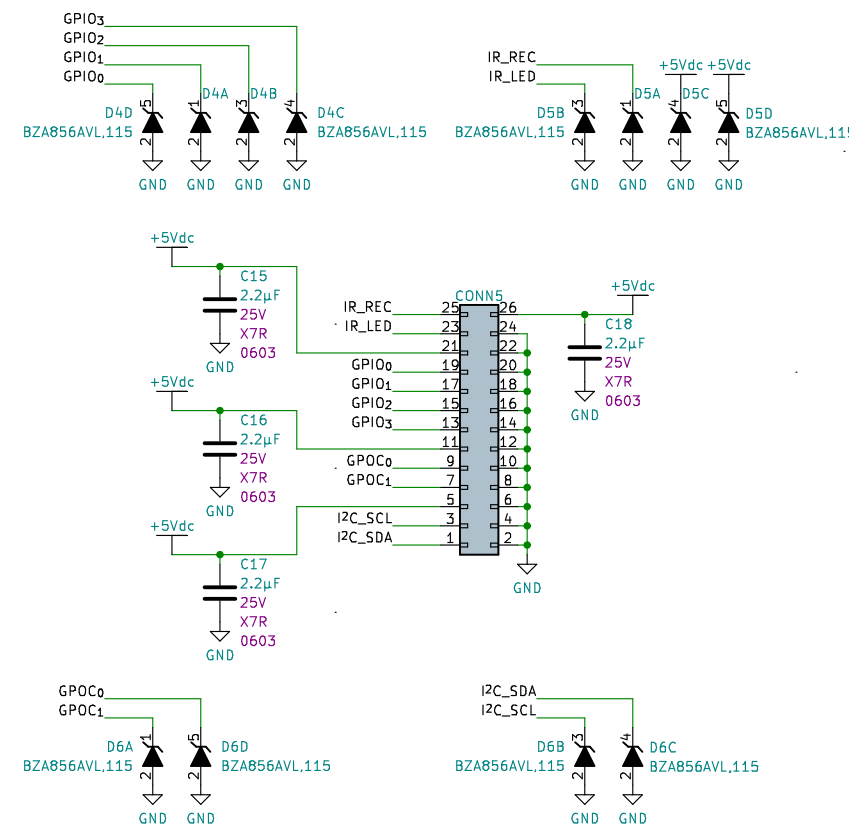 GPIO₃
GPIO₂
GPIO₁
GPIO₀
D4D
D4A
D4B
D4C
5
1
3
4
BZA856AVL,115
BZA856AVL,115
2
2
2
2
GND
GND
GND
GND
IR_REC
IR_LED
+5Vdc
+5Vdc
D5B
D5A
D5C
D5D
3
1
4
5
BZA856AVL,115
BZA856AVL,115
2
2
2
2
GND
GND
GND
GND
+5Vdc
C15
2.2µF
25V
X7R
0603
GND
+5Vdc
C16
2.2µF
25V
X7R
0603
GND
+5Vdc
C17
2.2µF
25V
X7R
0603
GND
CONN5
IR_REC 25 26
IR_LED 23 24
21 22
GPIO₀ 19 20
GPIO₁ 17 18
GPIO₂ 15 16
GPIO₃ 13 14
11 12
GPOC₀ 9 10
GPOC₁ 7 8
5 6
I²C_SCL 3 4
I²C_SDA 1 2
GND
+5Vdc
C18
2.2µF
25V
X7R
0603
GND
GPOC₀
GPOC₁
D6A
D6D
1
5
BZA856AVL,115
BZA856AVL,115
2
2
GND
GND
I²C_SDA
I²C_SCL
D6B
D6C
3
4
BZA856AVL,115
BZA856AVL,115
2
2
GND
GND